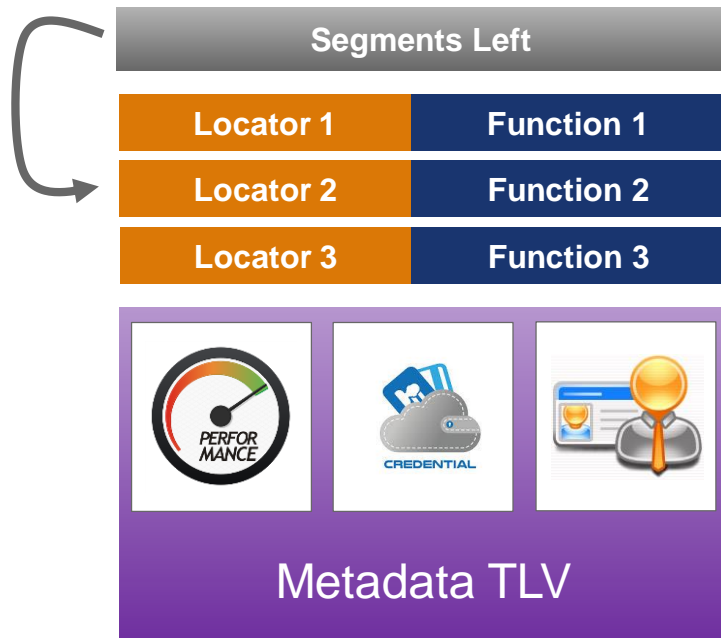 Segments Left
Locator 1 Function 1
Locator 2 Function 2
Locator 3 Function 3
PERFOR
MANCE
CREDENTIAL
Metadata TLV